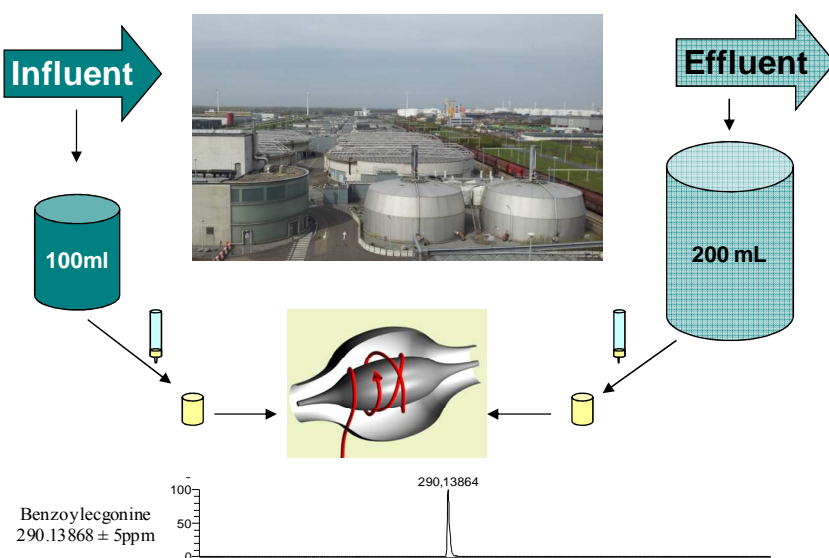 Influent
Effluent
100ml
200 mL
290,13864
100
50
0
Benzoylecgonine
290.13868 ± 5ppm